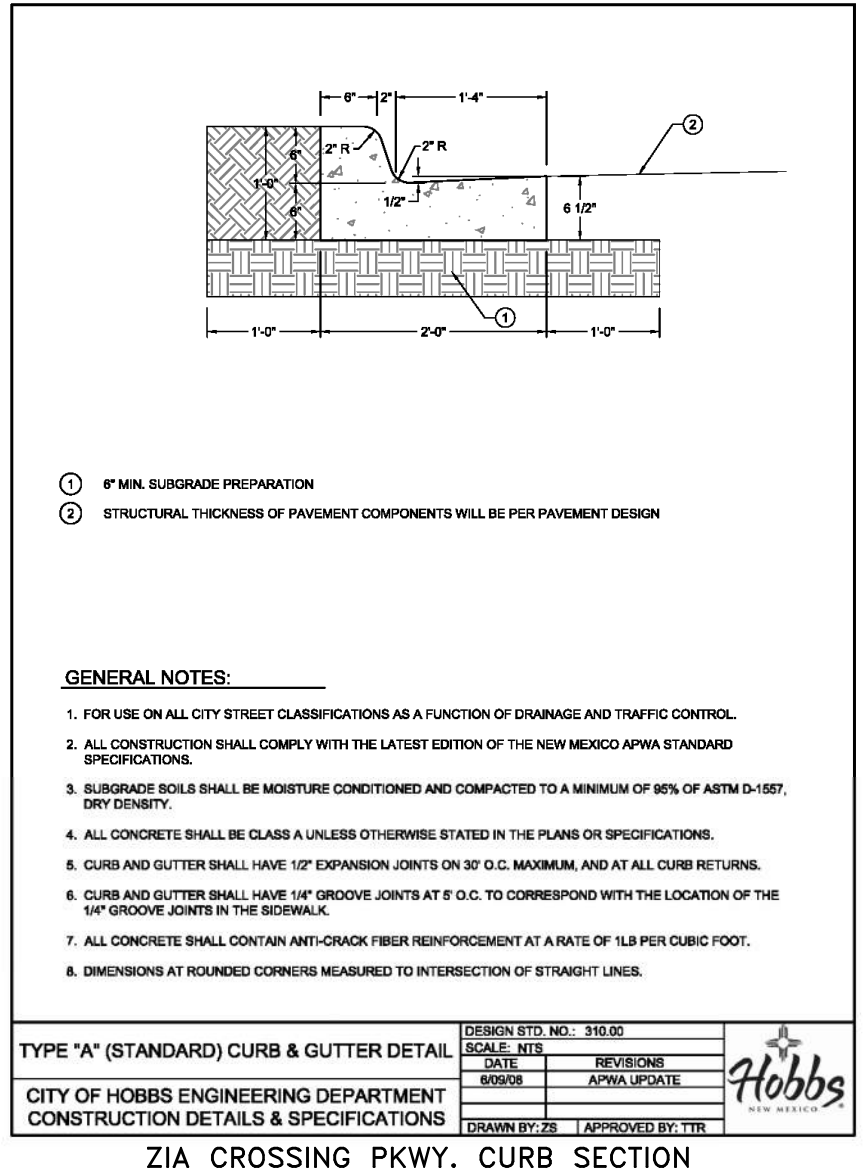 6" 2" 1'-4"
2
2" R
2" R
6"
1'-0"
6"
1/2"
6 1/2"
1
1'-0" 2'-0" 1'-0"
1 6" MIN. SUBGRADE PREPARATION
2 STRUCTURAL THICKNESS OF PAVEMENT COMPONENTS WILL BE PER PAVEMENT DESIGN
GENERAL NOTES:
1. FOR USE ON ALL CITY STREET CLASSIFICATIONS AS A FUNCTION OF DRAINAGE AND TRAFFIC CONTROL.
2. ALL CONSTRUCTION SHALL COMPLY WITH THE LATEST EDITION OF THE NEW MEXICO APWA STANDARD
SPECIFICATIONS.
3. SUBGRADE SOILS SHALL BE MOISTURE CONDITIONED AND COMPACTED TO A MINIMUM OF 95% OF ASTM D-1557,
DRY DENSITY.
4. ALL CONCRETE SHALL BE CLASS A UNLESS OTHERWISE STATED IN THE PLANS OR SPECIFICATIONS.
5. CURB AND GUTTER SHALL HAVE 1/2" EXPANSION JOINTS ON 30' O.C. MAXIMUM, AND AT ALL CURB RETURNS.
6. CURB AND GUTTER SHALL HAVE 1/4" GROOVE JOINTS AT 5' O.C. TO CORRESPOND WITH THE LOCATION OF THE
1/4" GROOVE JOINTS IN THE SIDEWALK.
7. ALL CONCRETE SHALL CONTAIN ANTI-CRACK FIBER REINFORCEMENT AT A RATE OF 1LB PER CUBIC FOOT.
8. DIMENSIONS AT ROUNDED CORNERS MEASURED TO INTERSECTION OF STRAIGHT LINES.
TYPE "A" (STANDARD) CURB & GUTTER DETAIL
CITY OF HOBBS ENGINEERING DEPARTMENT
CONSTRUCTION DETAILS & SPECIFICATIONS
DESIGN STD. NO.: 310.00
SCALE: NTS
DATE REVISIONS
6/09/08 APWA UPDATE
DRAWN BY: ZS APPROVED BY: TTR
Hobbs
NEW MEXICO
ZIA CROSSING PKWY. CURB SECTION